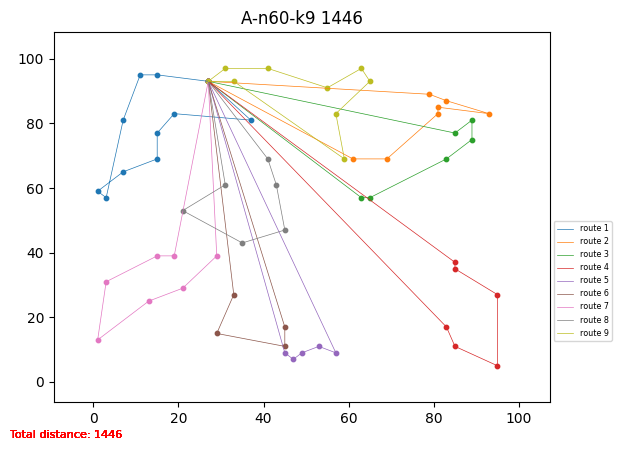 A-n60-k9 1446
100
80
60
40
20
0
0 20 40 60 80 100
route 1
route 2
route 3
route 4
route 5
route 6
route 7
route 8
route 9
Total distance: 1446